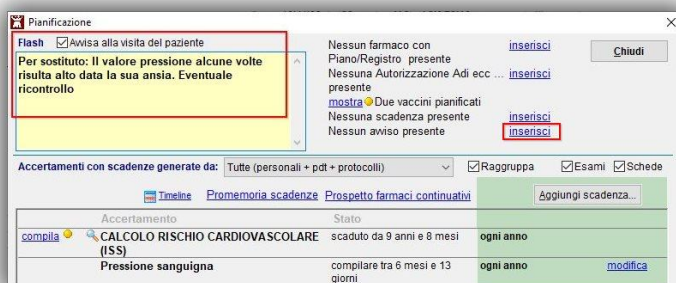 Pianificazione
Flash Avvisa alla visita del paziente
Per sostituto: Il valore pressione alcune volte
risulta alto data la sua ansia. Eventuale
ricontrollo
Nessun farmaco con inserisci
Piano/Registro presente
Nessuna Autorizzazione Adi ecc ... inserisci
presente
mostra Due vaccini pianificati
Nessuna scadenza presente inserisci
Nessun avviso presente inserisci
Chiudi
Accertamenti con scadenze generate da: Tutte (personali + pdt + protocolli) Raggruppa Esami Schede
Timeline Promemoria scadenze Prospetto farmaci continuativi Aggiungi scadenza...
Accertamento Stato
compila CALCOLO RISCHIO CARDIOVASCOLARE scaduto da 9 anni e 8 mesi ogni anno
(ISS)
Pressione sanguigna compilare tra 6 mesi e 13 ogni anno modifica
giorni